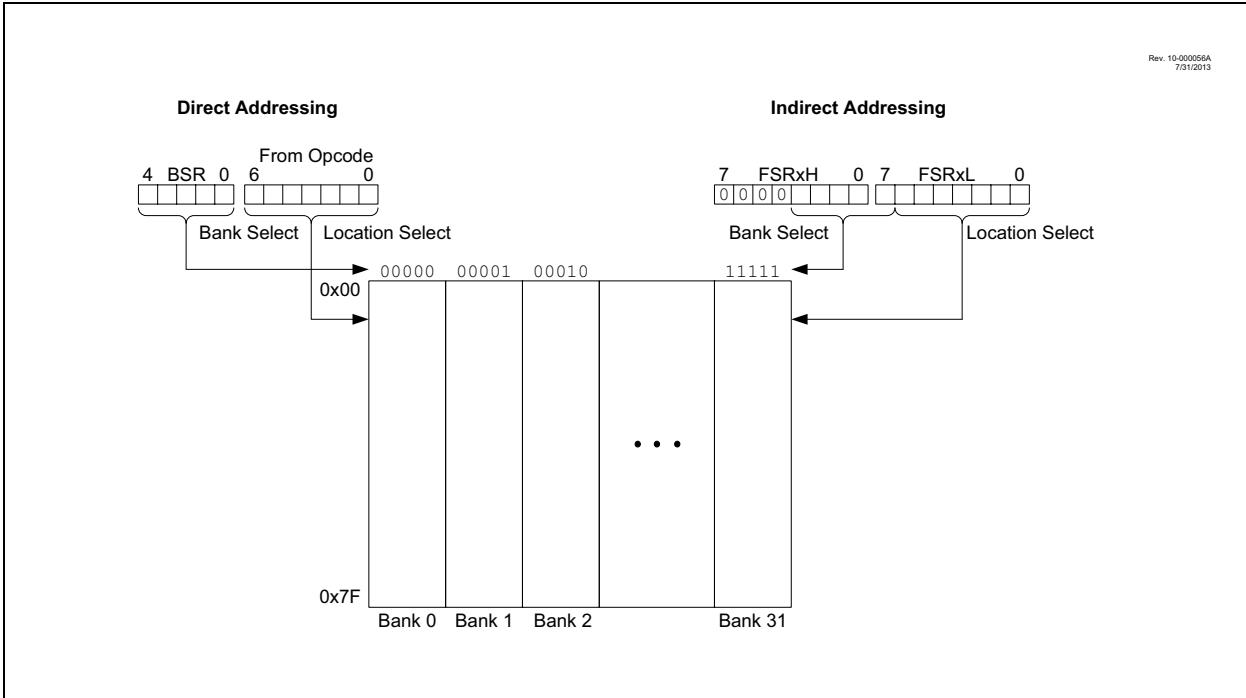 Rev. 10-000056A
7/31/2013
Direct Addressing
Indirect Addressing
From Opcode
4 BSR 0 6 0
7 FSRxH 0 7 FSRxL 0
0 0 0 0
Bank Select
Location Select
Bank Select
Location Select
00000 00001 00010 11111
0x00
• • •
0x7F
Bank 0 Bank 1 Bank 2 Bank 31